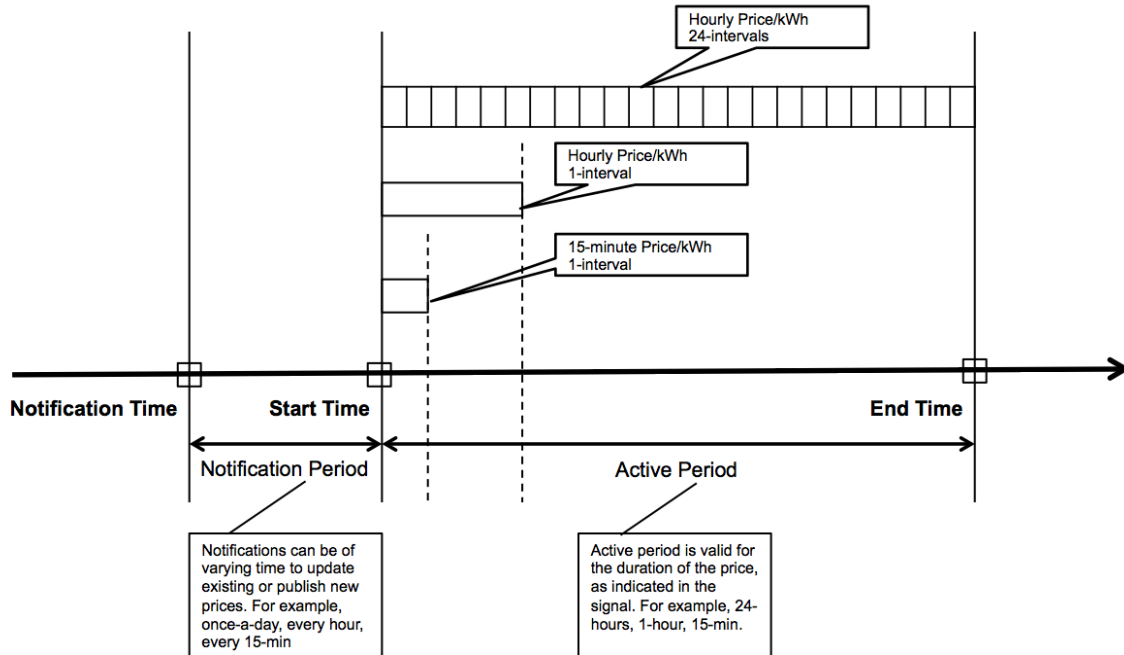 Hourly Price/kWh
24-intervals
Hourly Price/kWh
1-interval
15-minute Price/kWh
1-interval
Notification Time
Start Time
End Time
Notification Period
Active Period
Notifications can be of
varying time to update
existing or publish new
prices. For example,
once-a-day, every hour,
every 15-min
Active period is valid for
the duration of the price,
as indicated in the
signal. For example, 24-
hours, 1-hour, 15-min.